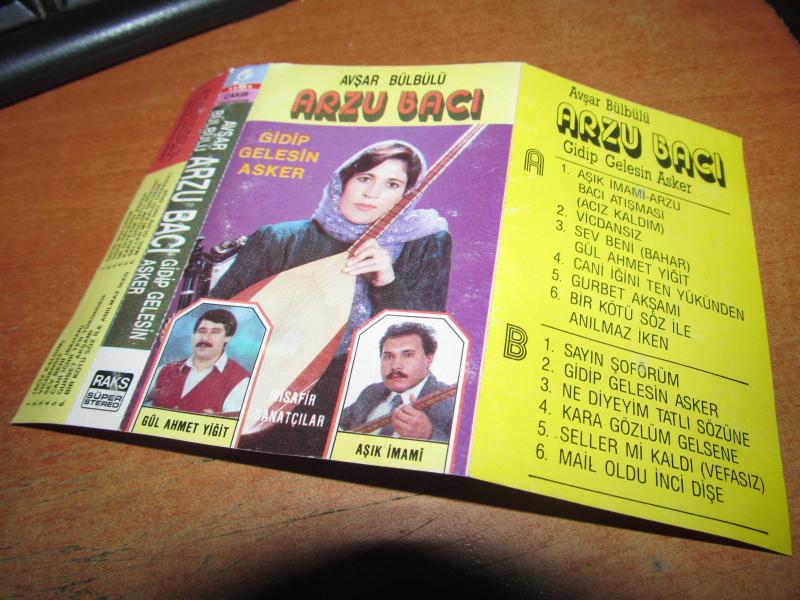 AVŞAR BÜLBÜLÜ
ARZU BACI
GİDİP
GELESİN
ASKER
MİSAFİR
SANATÇILAR
GÜL AHMET YİĞİT
AŞIK İMAMİ
AVŞAR
BÜLBÜLÜ
ARZU BACI
GİDİP GELESİN
ASKER
RAKS
SÜPER
STEREO
Avşar Bülbülü
ARZU BACI
Gidip Gelesin Asker
A
1. AŞIK İMAMİ-ARZU
BACI ATIŞMASI
(ACIZ KALDIM)
2. VİCDANSIZ
3. SEV BENİ (BAHAR)
GÜL AHMET YİĞİT
4. CANİ İĞİNİ TEN YÜKÜNDEN
5. GURBET AKŞAMI
6. BİR KÖTÜ SÖZ İLE
ANILMAZ İKEN
B
1. SAYIN ŞOFÖRÜM
2. GİDİP GELESİN ASKER
3. NE DİYEYİM TATLI SÖZÜNE
4. KARA GÖZLÜM GELSENE
5. SELLER Mİ KALDI (VEFASIZ)
6. MAİL OLDU İNCİ DİŞE